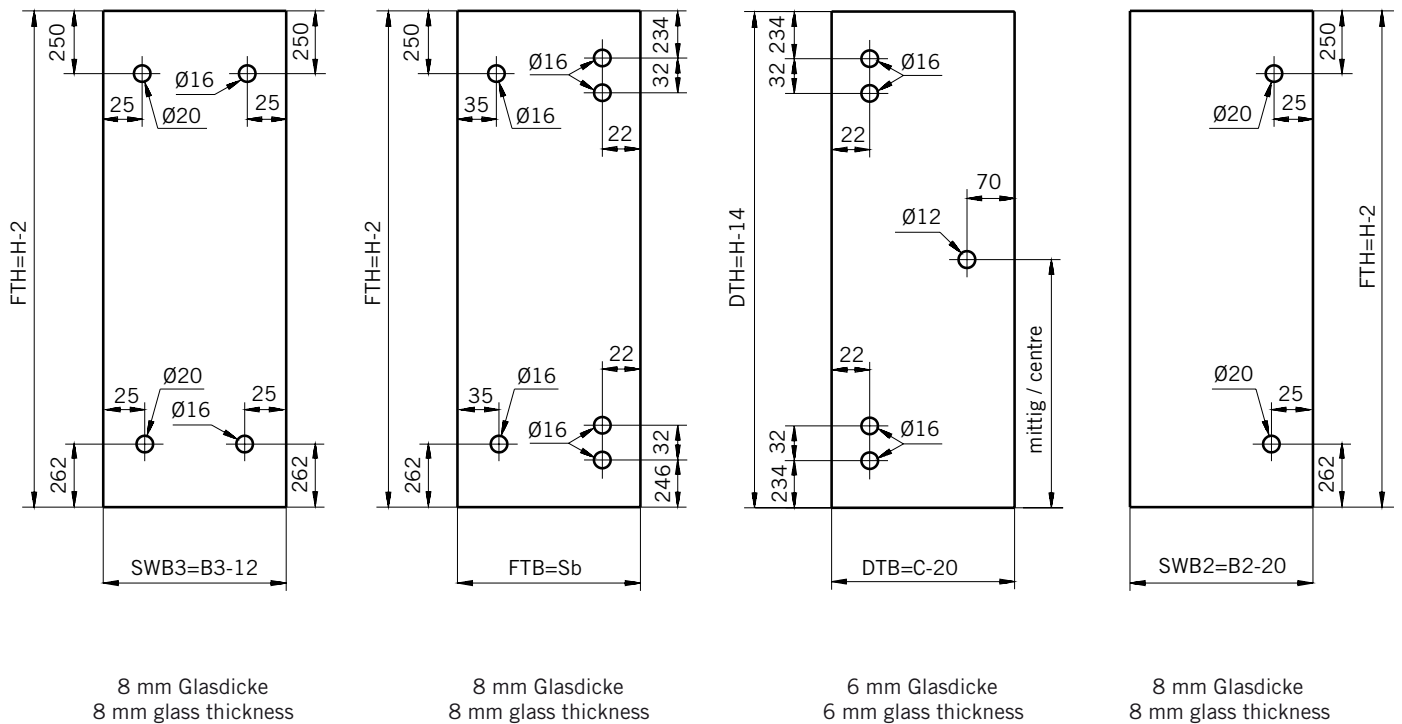 250
250
Ø16
25
Ø20
25
FTH=H-2
Ø20
25
25
Ø16
262
262
SWB3=B3-12
8 mm Glasdicke
8 mm glass thickness
250
234
Ø16
32
35
Ø16
22
FTH=H-2
22
Ø16
35
Ø16
32
262
246
FTB=Sb
8 mm Glasdicke
8 mm glass thickness
234
Ø16
32
22
70
Ø12
DTH=H-14
mittig / centre
22
Ø16
32
234
DTB=C-20
6 mm Glasdicke
6 mm glass thickness
250
25
Ø20
FTH=H-2
Ø20
25
262
SWB2=B2-20
8 mm Glasdicke
8 mm glass thickness